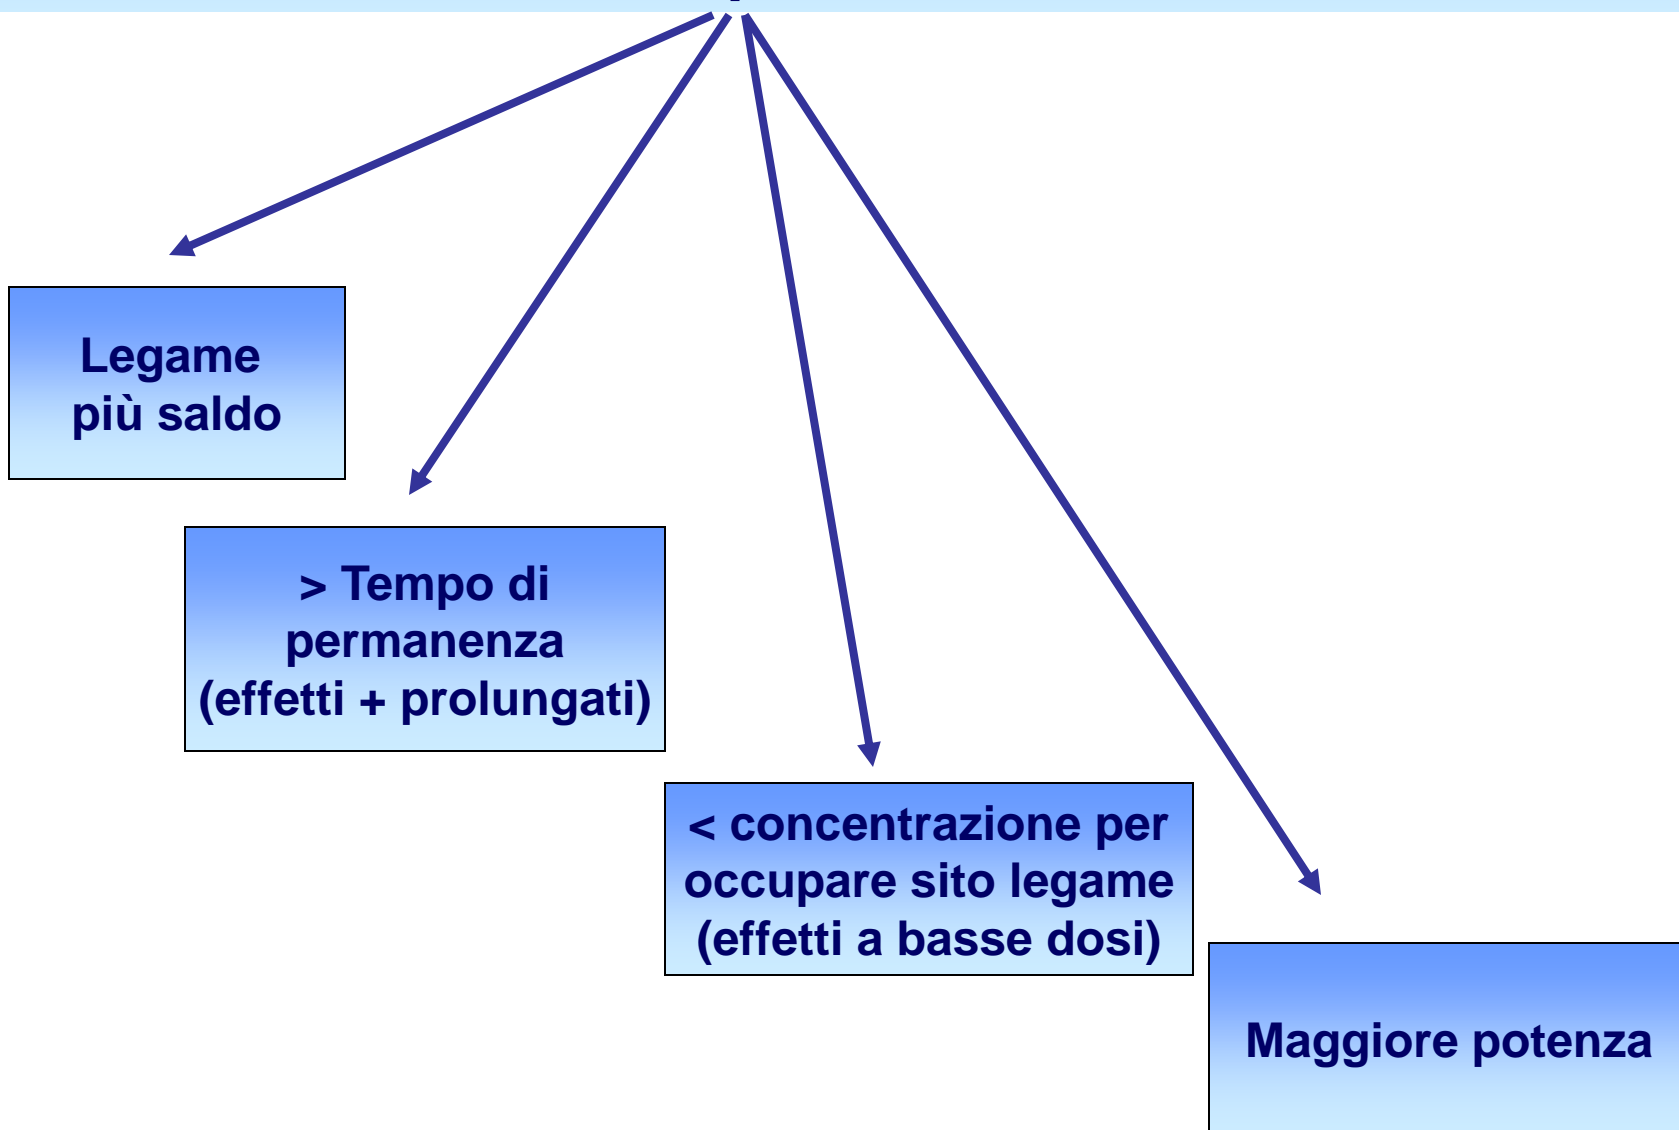 Legame
più saldo
> Tempo di
permanenza
(effetti + prolungati)
< concentrazione per
occupare sito legame
(effetti a basse dosi)
Maggiore potenza